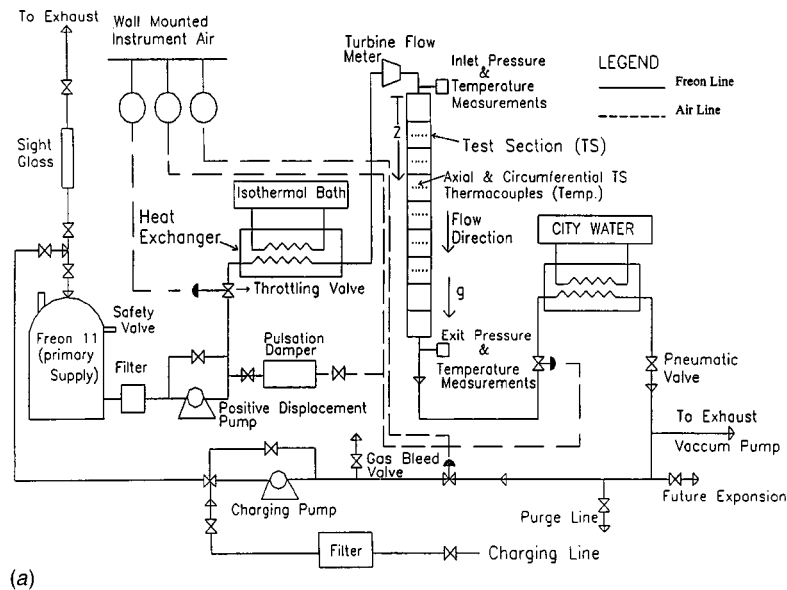 To Exhaust
Wall Mounted
Instrument Air
Turbine Flow
Meter
Inlet Pressure
&
Temperature
Measurements
LEGEND
Freon Line
Air Line
Sight
Glass
Z
Test Section (TS)
Axial & Circumferential TS
Thermacouples (Temp.)
Isothermal Bath
Heat
Exchanger
Flow
Direction
CITY WATER
g
Throttling Valve
Safety
Valve
Freon 11
(primary
Supply)
Filter
Pulsation
Damper
Exit Pressure
&
Temperature
Measurements
Pneumatic
Valve
Positive Displacement
Pump
To Exhaust
Vaccum Pump
Gas Bleed
Valve
Charging Pump
Future Expansion
Purge Line
Filter
Charging Line
(a)